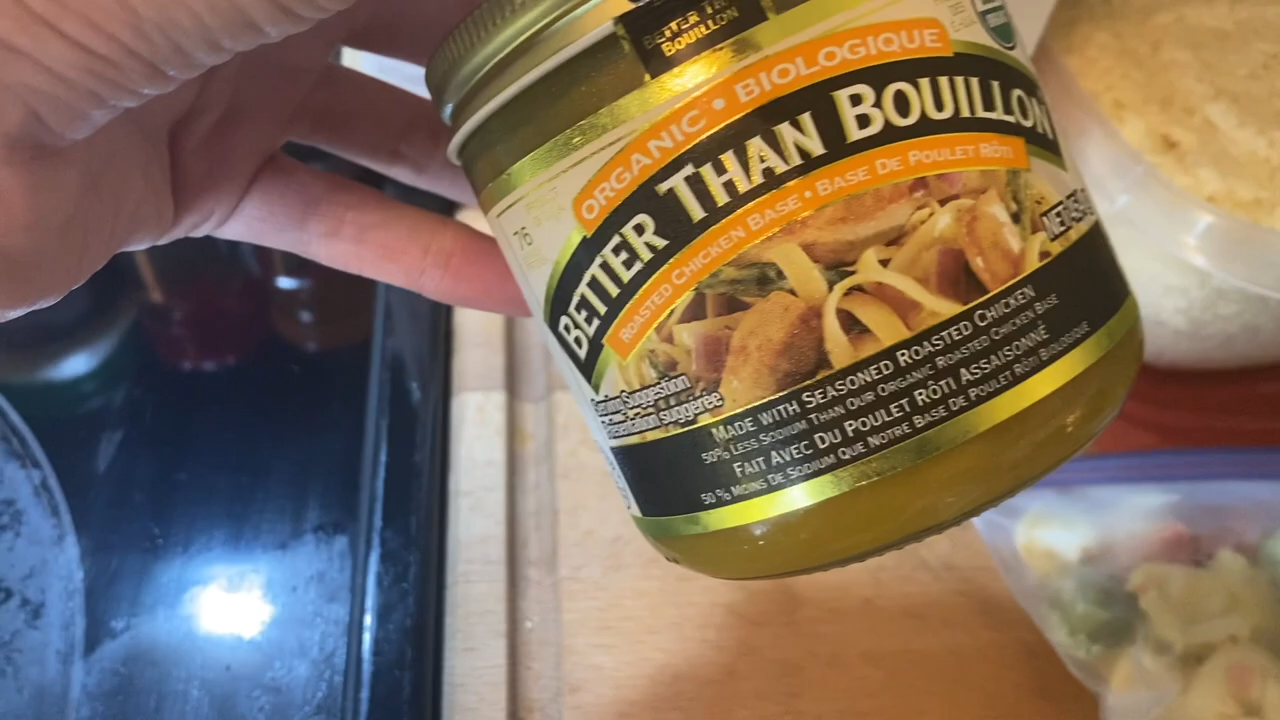 BETTER THAN
BOUILLON
ORGANIC • BIOLOGIQUE
BETTER THAN BOUILLON
ROASTED CHICKEN BASE • BASE DE POULET RÔTI
76
NET
Serving Suggestion
Présentation suggérée
MADE WITH SEASONED ROASTED CHICKEN
50% LESS SODIUM THAN OUR ORGANIC ROASTED CHICKEN BASE
FAIT AVEC DU POULET RÔTI ASSAISONNÉ
50 % MOINS DE SODIUM QUE NOTRE BASE DE POULET RÔTI BIOLOGIQUE